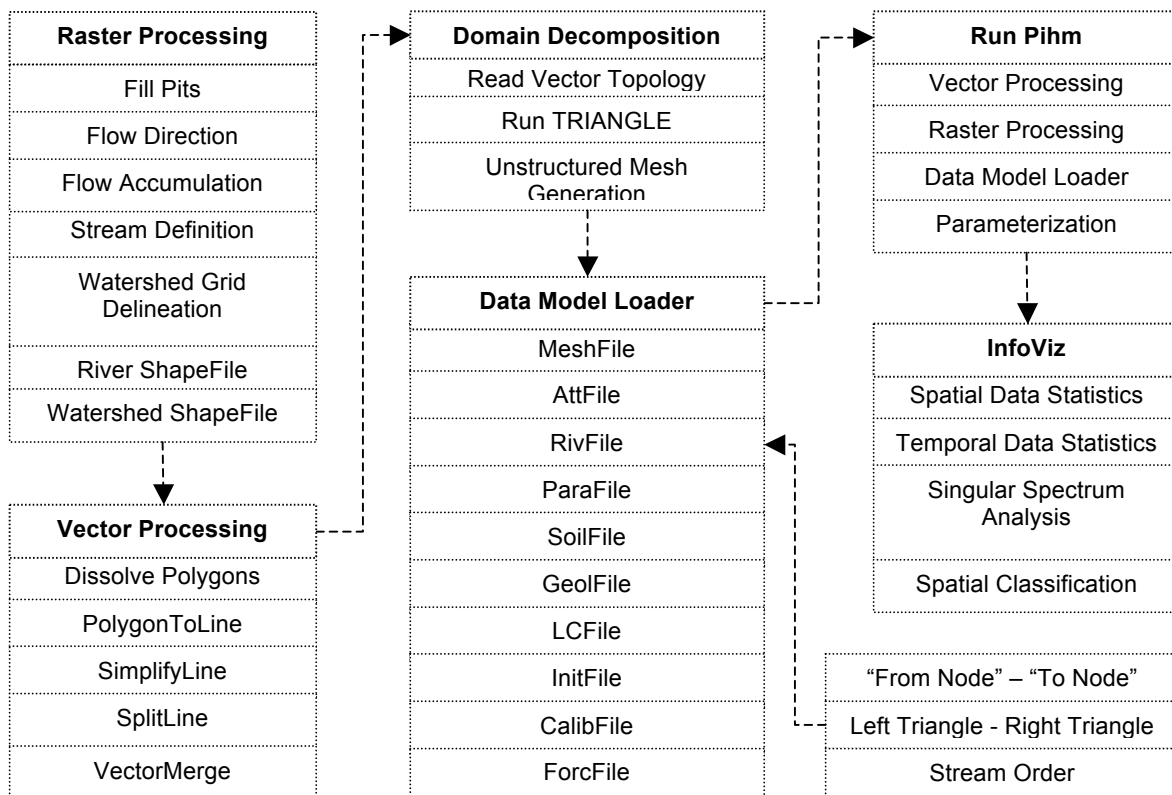 Raster Processing
Fill Pits
Flow Direction
Flow Accumulation
Stream Definition
Watershed Grid
Delineation
River ShapeFile
Watershed ShapeFile
Vector Processing
Dissolve Polygons
PolygonToLine
SimplifyLine
SplitLine
VectorMerge
Domain Decomposition
Read Vector Topology
Run TRIANGLE
Unstructured Mesh
Generation
Data Model Loader
MeshFile
AttFile
RivFile
ParaFile
SoilFile
GeolFile
LCFile
InitFile
CalibFile
ForcFile
Run Pihm
Vector Processing
Raster Processing
Data Model Loader
Parameterization
InfoViz
Spatial Data Statistics
Temporal Data Statistics
Singular Spectrum
Analysis
Spatial Classification
“From Node” – “To Node”
Left Triangle - Right Triangle
Stream Order